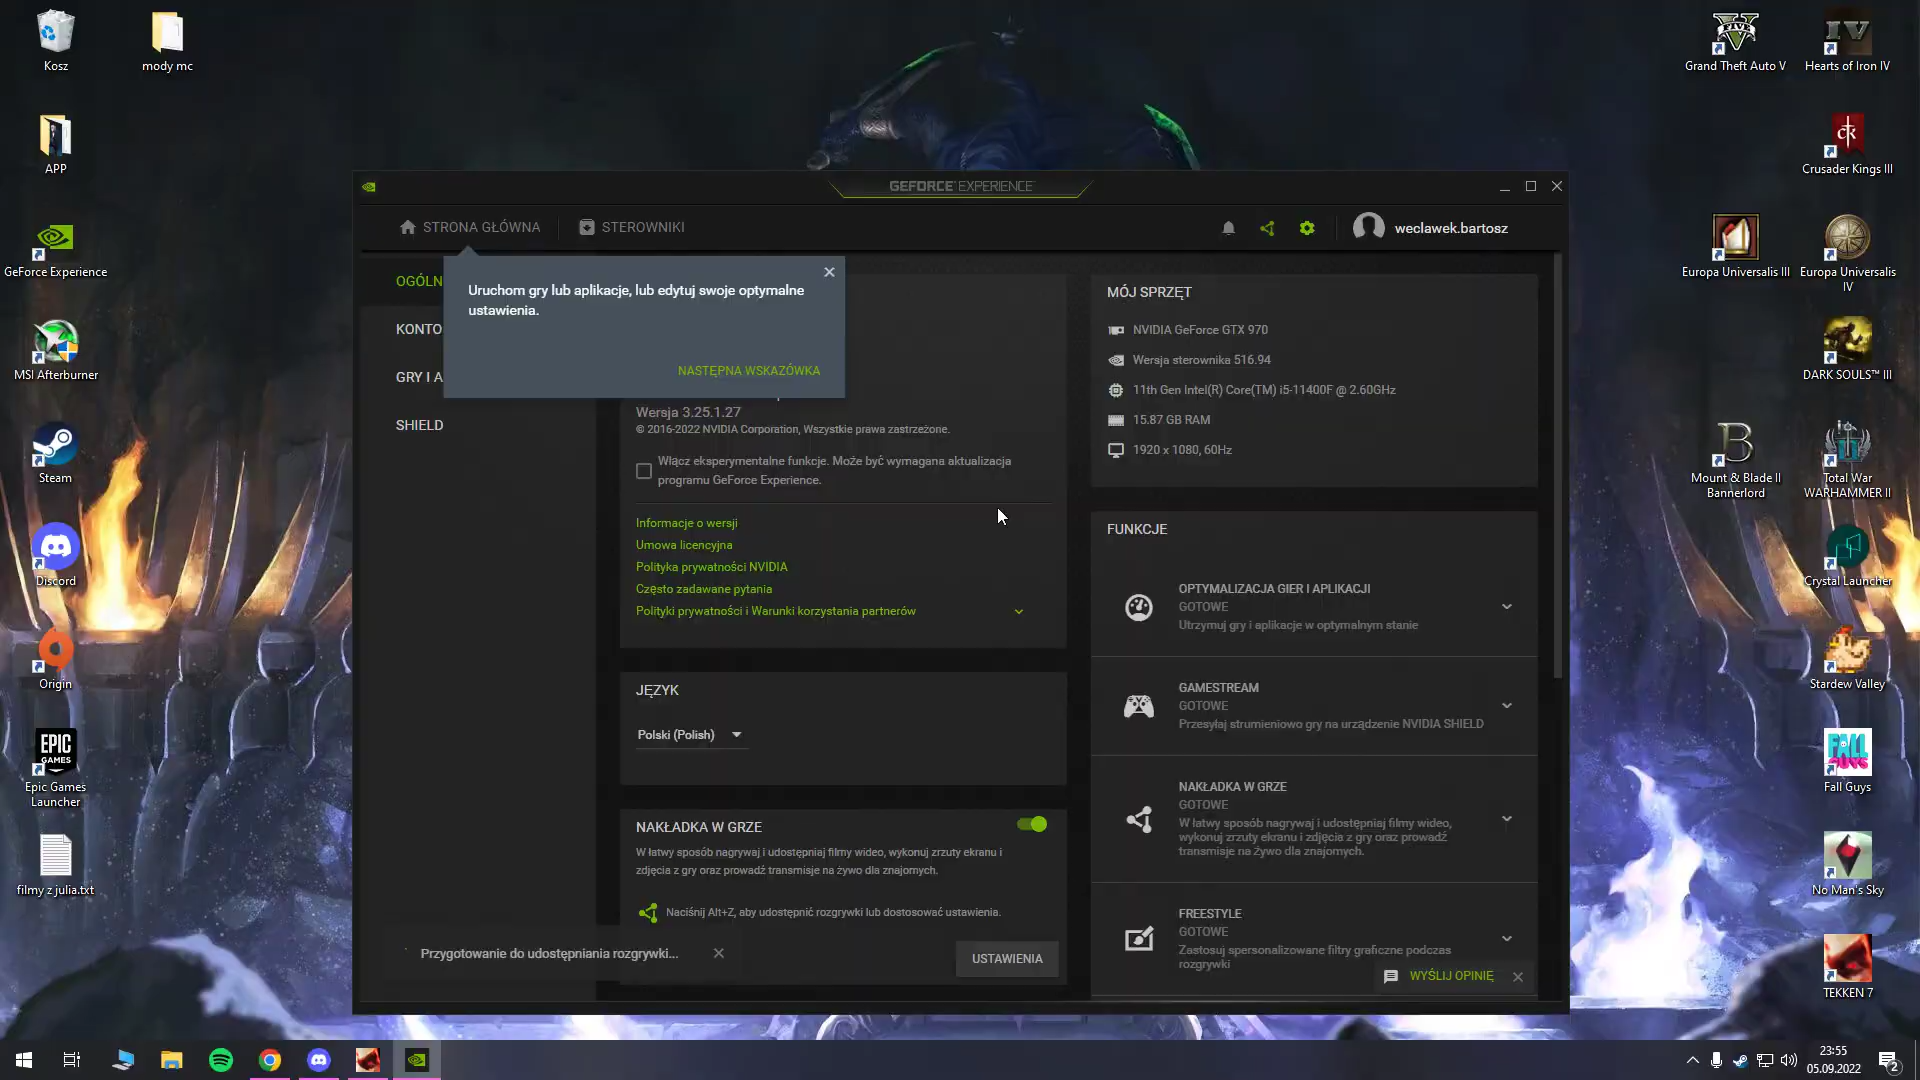 Kosz
mody mc
APP
GeForce Experience
MSI Afterburner
Steam
Discord
Origin
EPIC
GAMES
Epic Games
Launcher
filmy z julia.txt
GEFORCE EXPERIENCE
STRONA GŁÓWNA
STEROWNIKI
weclawek.bartosz
OGÓLN
KONTO
GRY I A
SHIELD
Uruchom gry lub aplikacje, lub edytuj swoje optymalne
ustawienia.
NASTĘPNA WSKAZÓWKA
Wersja 3.25.1.27
© 2016-2022 NVIDIA Corporation, Wszystkie prawa zastrzeżone.
Włącz eksperymentalne funkcje. Może być wymagana aktualizacja
programu GeForce Experience.
Informacje o wersji
Umowa licencyjna
Polityka prywatności NVIDIA
Często zadawane pytania
Polityki prywatności i Warunki korzystania partnerów
JĘZYK
Polski (Polish)
NAKŁADKA W GRZE
W łatwy sposób nagrywaj i udostępniaj filmy wideo, wykonuj zrzuty ekranu i
zdjęcia z gry oraz prowadź transmisje na żywo dla znajomych.
Naciśnij Alt+Z, aby udostępnić rozgrywki lub dostosować ustawienia.
USTAWIENIA
Przygotowanie do udostępniania rozgrywki...
MÓJ SPRZĘT
NVIDIA GeForce GTX 970
Wersja sterownika 516.94
11th Gen Intel(R) Core(TM) i5-11400F @ 2.60GHz
15.87 GB RAM
1920 x 1080, 60Hz
FUNKCJE
OPTYMALIZACJA GIER I APLIKACJI
GOTOWE
Utrzymuj gry i aplikacje w optymalnym stanie
GAMESTREAM
GOTOWE
Przesyłaj strumieniowo gry na urządzenie NVIDIA SHIELD
NAKŁADKA W GRZE
GOTOWE
W łatwy sposób nagrywaj i udostępniaj filmy wideo,
wykonuj zrzuty ekranu i zdjęcia z gry oraz prowadź
transmisje na żywo dla znajomych.
FREESTYLE
GOTOWE
Zastosuj spersonalizowane filtry graficzne podczas
rozgrywki
WYŚLIJ OPINIĘ
FIVE
Grand Theft Auto V
IV
Hearts of Iron IV
ck
Crusader Kings III
Europa Universalis III
Europa Universalis
IV
DARK SOULS™ III
B
Mount & Blade II
Bannerlord
Total War
WARHAMMER II
Crystal Launcher
Stardew Valley
FALL
GUYS
Fall Guys
No Man's Sky
TEKKEN 7
23:55
05.09.2022
2